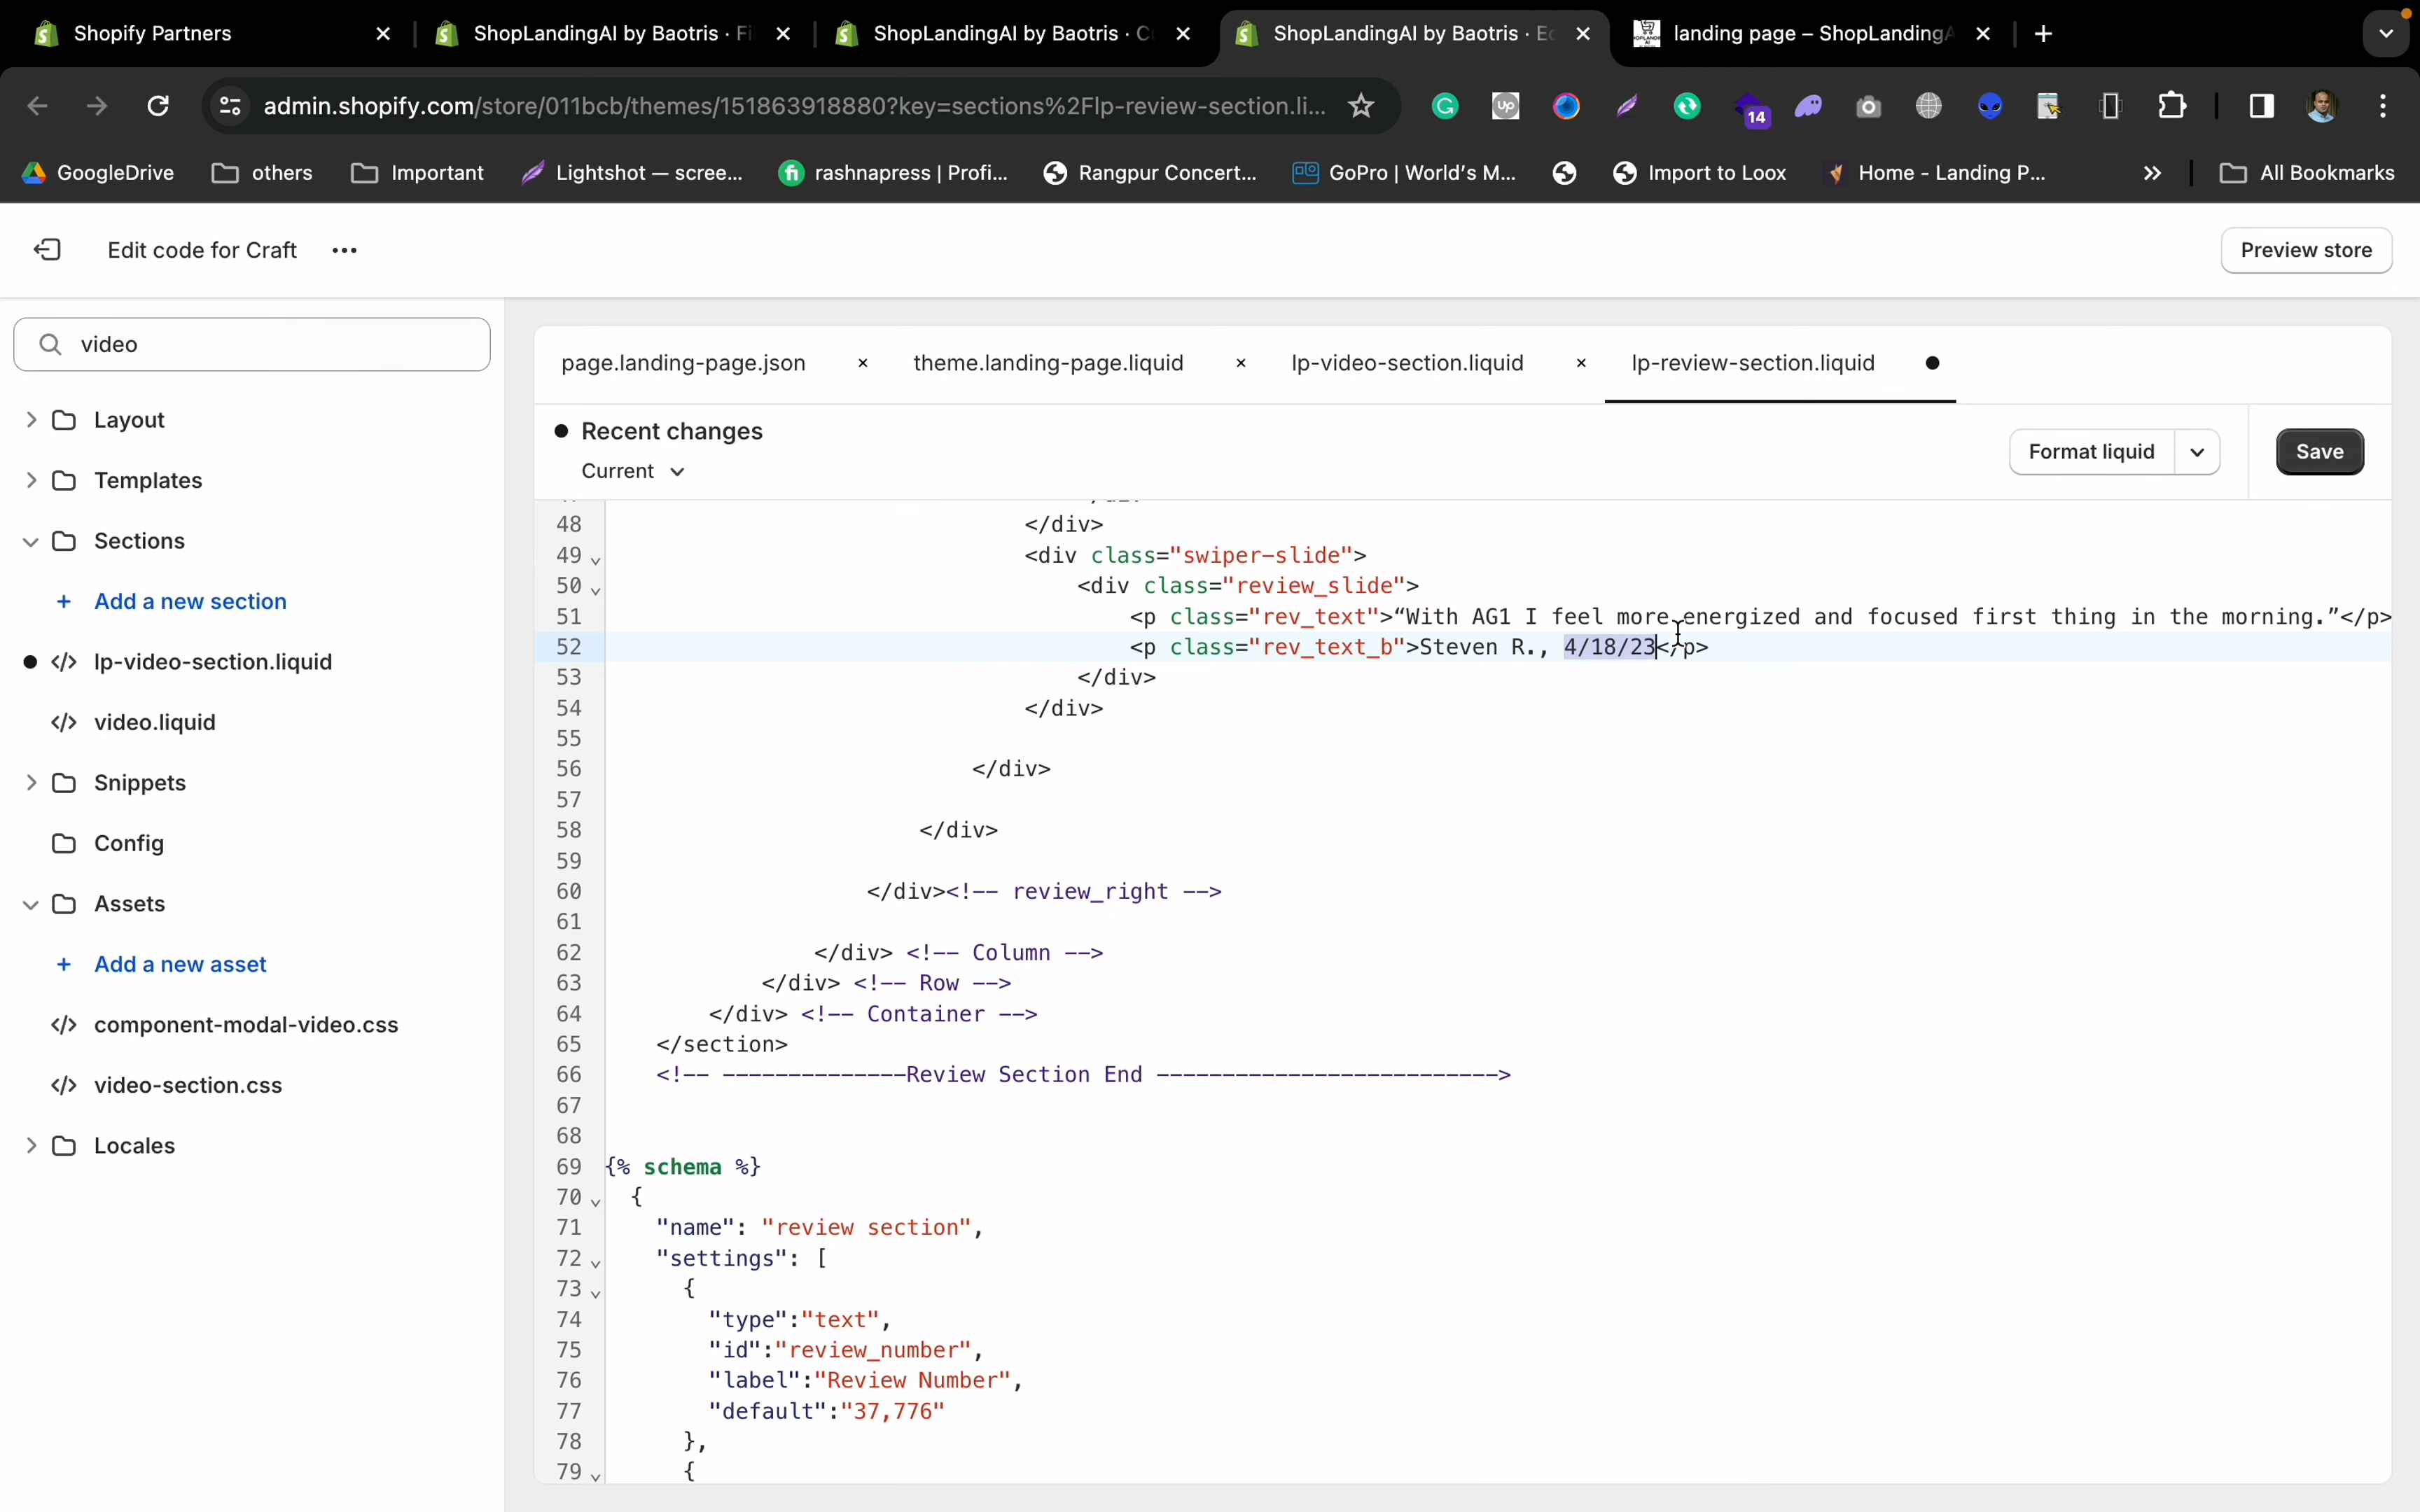 Shopify Partners
ShopLandingAI by Baotris · Fi
ShopLandingAI by Baotris · C
ShopLandingAI by Baotris · E
landing page – ShopLandingA
admin.shopify.com/store/011bcb/themes/151863918880?key=sections%2Flp-review-section.li...
14
GoogleDrive
others
Important
Lightshot — scree...
rashnapress | Profi...
Rangpur Concert...
GoPro | World's M...
Import to Loox
Home - Landing P...
All Bookmarks
Edit code for Craft
Preview store
video
Layout
Templates
Sections
+ Add a new section
lp-video-section.liquid
video.liquid
Snippets
Config
Assets
+ Add a new asset
component-modal-video.css
video-section.css
Locales
page.landing-page.json
theme.landing-page.liquid
lp-video-section.liquid
lp-review-section.liquid
Recent changes
Current
Format liquid
Save
48 </div>
49 <div class="swiper-slide">
50 <div class="review_slide">
51 <p class="rev_text">“With AG1 I feel more energized and focused first thing in the morning.”</p>
52 <p class="rev_text_b">Steven R., 4/18/23</p>
53 </div>
54 </div>
55
56 </div>
57
58 </div>
59
60 </div><!-- review_right -->
61
62 </div> <!-- Column -->
63 </div> <!-- Row -->
64 </div> <!-- Container -->
65 </section>
66 <!-- --------------Review Section End -------------------------->
67
68
69 {% schema %}
70 {
71 "name": "review section",
72 "settings": [
73 {
74 "type":"text",
75 "id":"review_number",
76 "label":"Review Number",
77 "default":"37,776"
78 },
79 {